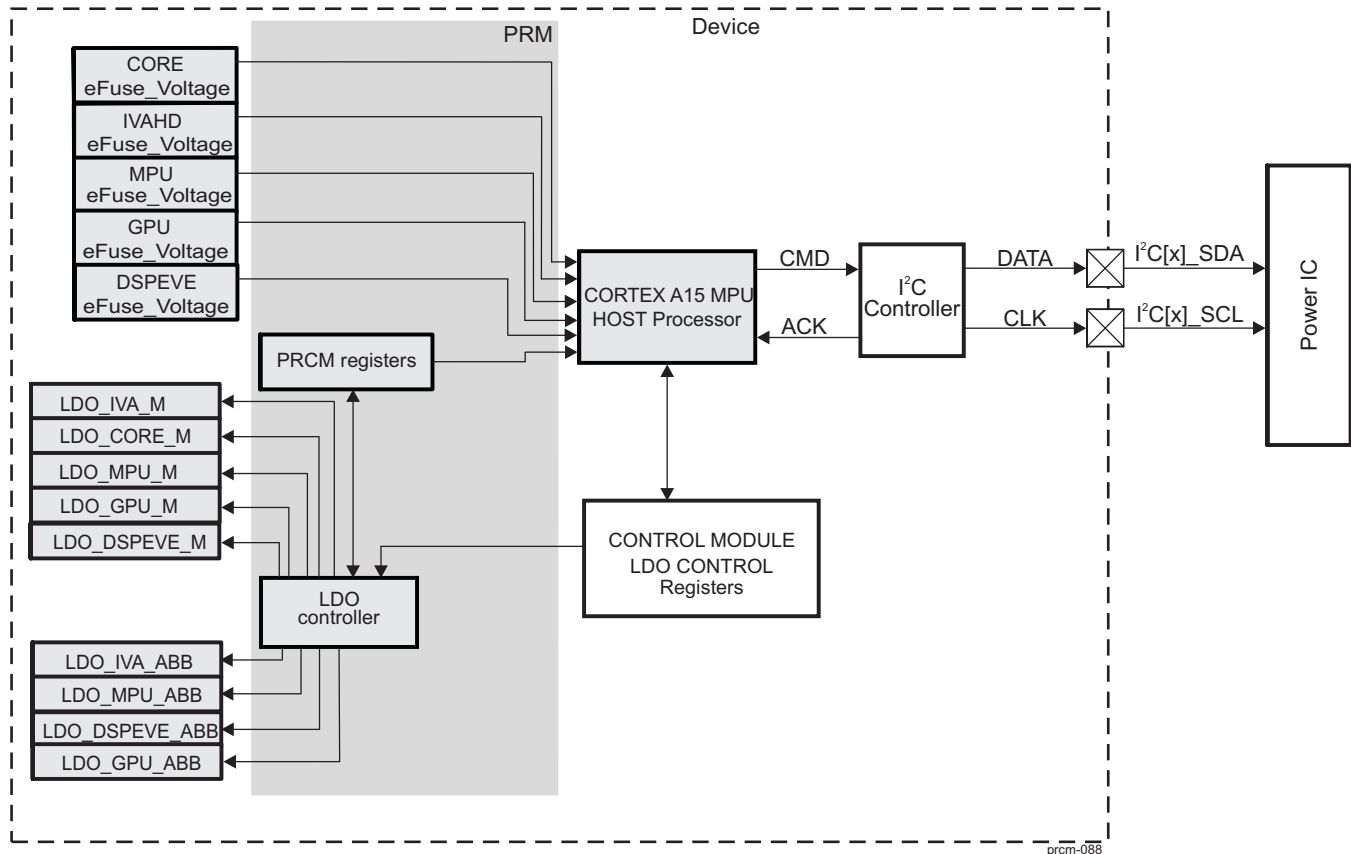 Device
PRM
CORE
eFuse_Voltage
IVAHD
eFuse_Voltage
MPU
eFuse_Voltage
GPU
eFuse_Voltage
DSPEVE
eFuse_Voltage
PRCM registers
CORTEX A15 MPU
HOST Processor
CMD
ACK
I²C
Controller
DATA
CLK
I²C[x]_SDA
I²C[x]_SCL
Power IC
LDO_IVA_M
LDO_CORE_M
LDO_MPU_M
LDO_GPU_M
LDO_DSPEVE_M
LDO
controller
CONTROL MODULE
LDO CONTROL
Registers
LDO_IVA_ABB
LDO_MPU_ABB
LDO_DSPEVE_ABB
LDO_GPU_ABB
prcm-088